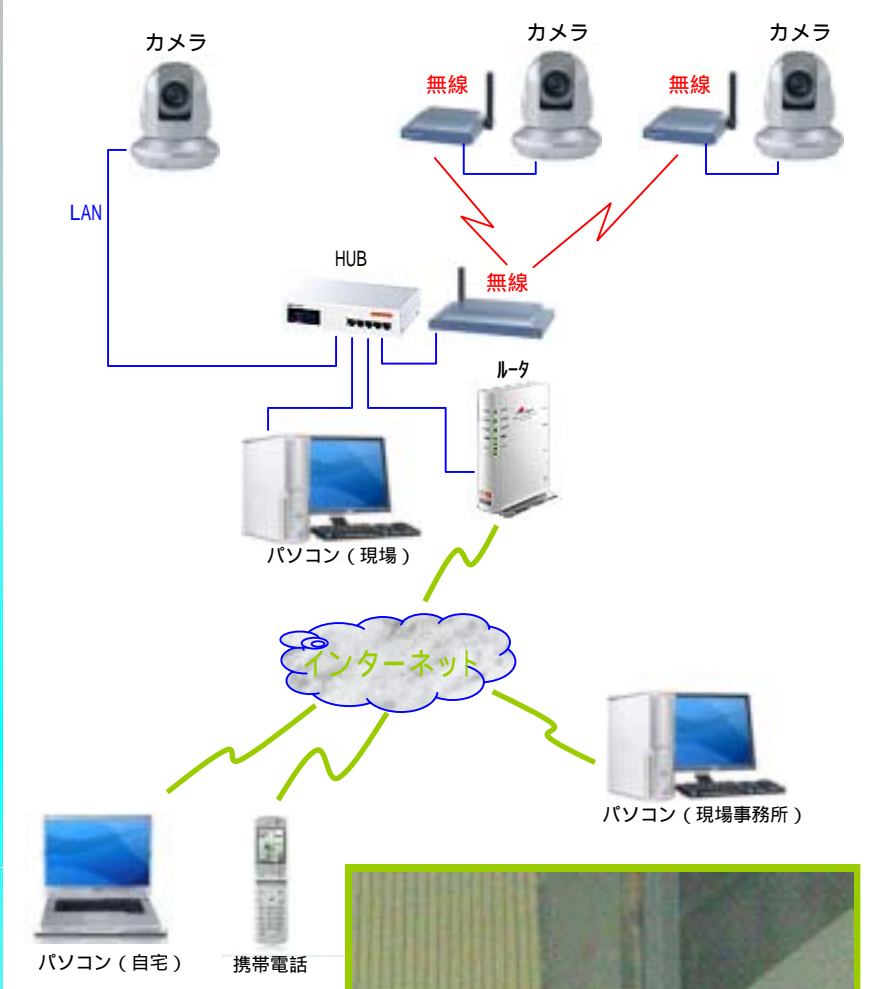 カメラ
カメラ
カメラ
無線
無線
LAN
HUB
無線
ルータ
パソコン（現場）
インターネット
パソコン（現場事務所）
パソコン（自宅）
携帯電話